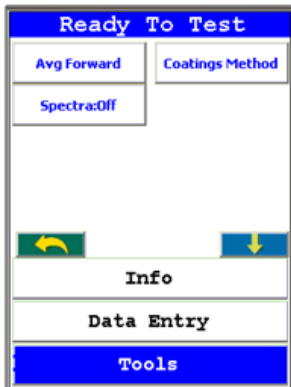 Ready To Test
Avg Forward
Coatings Method
Spectra:Off
Info
Data Entry
Tools